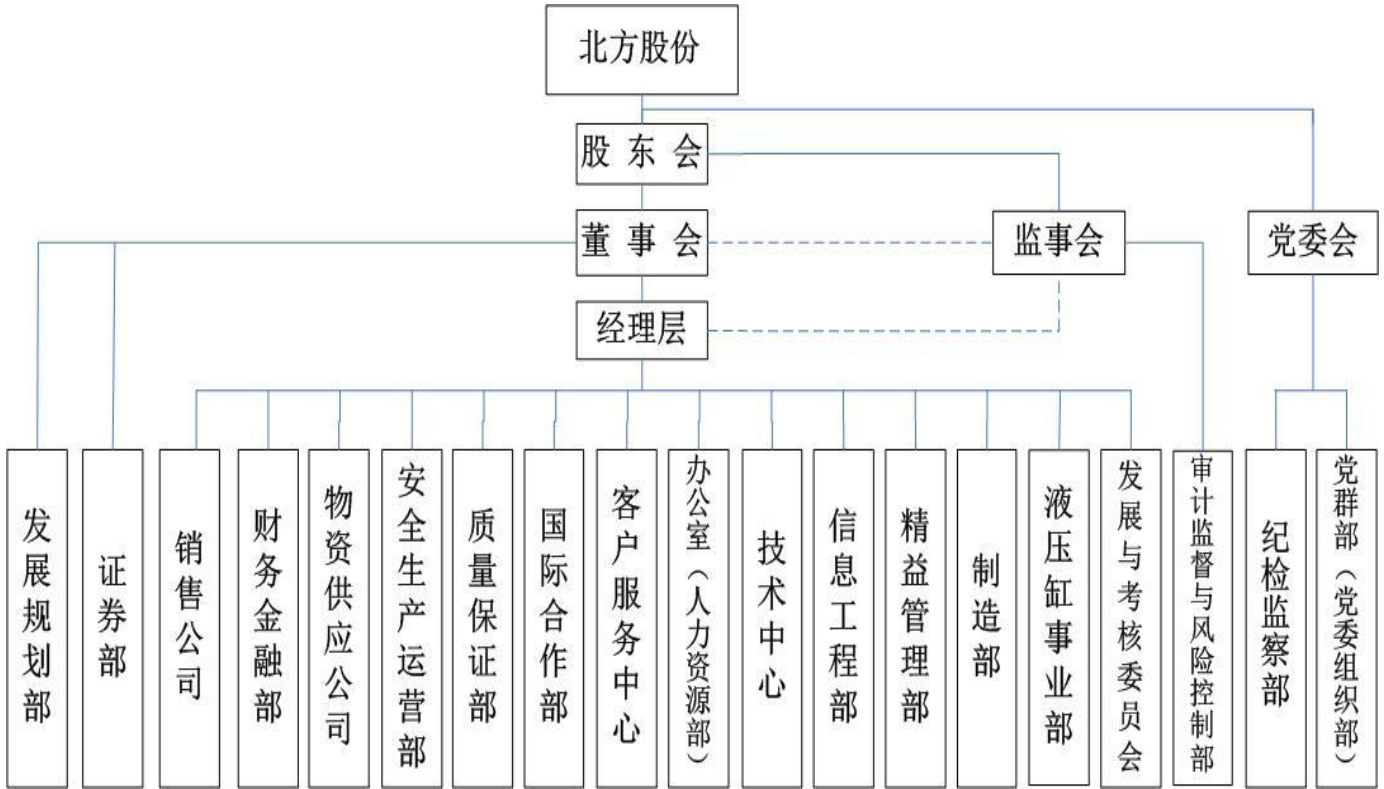 北方股份
股东会
董事会
监事会
党委会
经理层
发展规划部
证券部
销售公司
财务金融部
物资供应公司
安全生产运营部
质量保证部
国际合作部
客户服务中心
办公室（人力资源部）
技术中心
信息工程部
精益管理部
制造部
液压缸事业部
发展与考核委员会
审计监督与风险控制部
纪检监察部
党群部（党委组织部）